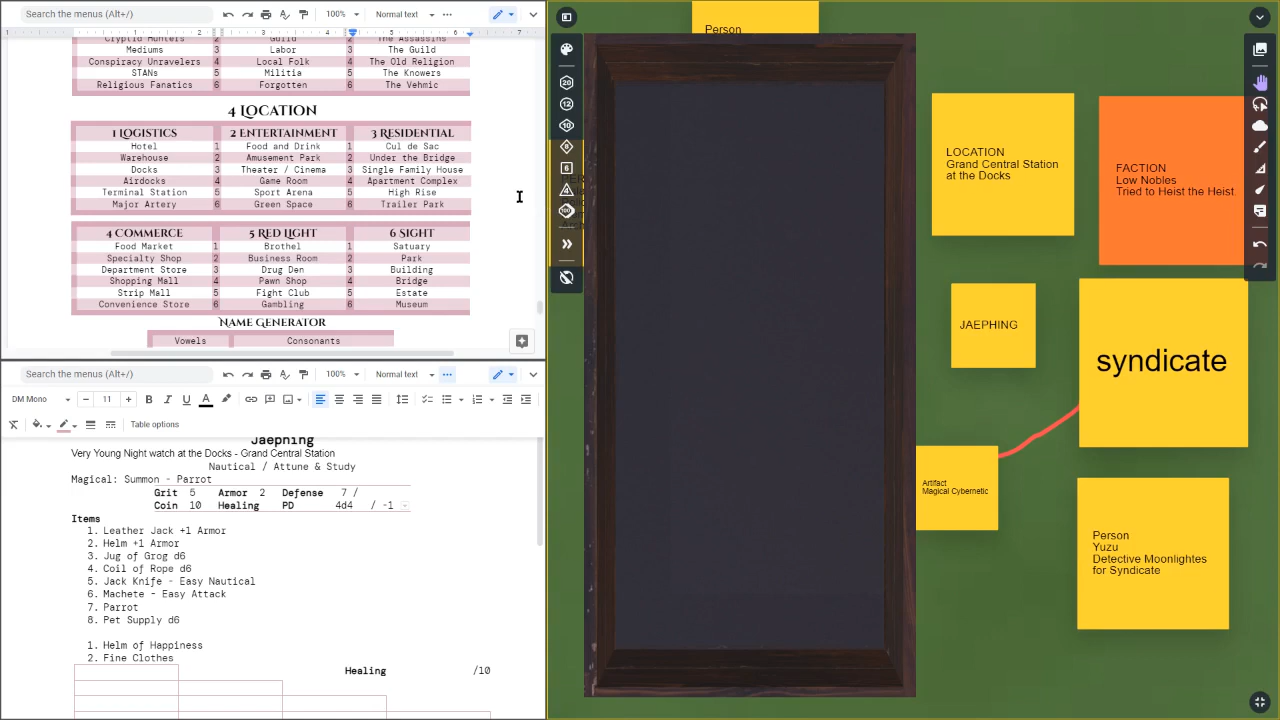 Search the menus (Alt+/)
100%
Normal text
Cryptid Hunters
Guild
The Assassins
Mediums 3 Labor 3 The Guild
Conspiracy Unravelers 4 Local Folk 4 The Old Religion
STANs 5 Militia 5 The Knowers
Religious Fanatics 6 Forgotten 6 The Vehmic
4 Location
1 Logistics 2 Entertainment 3 Residential
Hotel 1 Food and Drink 1 Cul de Sac
Warehouse 2 Amusement Park 2 Under the Bridge
Docks 3 Theater / Cinema 3 Single Family House
Airdocks 4 Game Room 4 Apartment Complex
Terminal Station 5 Sport Arena 5 High Rise
Major Artery 6 Green Space 6 Trailer Park
4 Commerce 5 Red Light 6 Sight
Food Market 1 Brothel 1 Satuary
Specialty Shop 2 Business Room 2 Park
Department Store 3 Drug Den 3 Building
Shopping Mall 4 Pawn Shop 4 Bridge
Strip Mall 5 Fight Club 5 Estate
Convenience Store 6 Gambling 6 Museum
Name Generator
Vowels Consonants
Search the menus (Alt+/)
100%
Normal text
DM Mono
11
Table options
Jaephing
Very Young Night watch at the Docks - Grand Central Station
Nautical / Attune & Study
Magical: Summon - Parrot
Grit 5 Armor 2 Defense 7 /
Coin 10 Healing PD 4d4 / -1
Items
1. Leather Jack +1 Armor
2. Helm +1 Armor
3. Jug of Grog d6
4. Coil of Rope d6
5. Jack Knife - Easy Nautical
6. Machete - Easy Attack
7. Parrot
8. Pet Supply d6
1. Helm of Happiness
2. Fine Clothes
Healing /10
Person
20
12
10
8
6
4
100
LOCATION
Grand Central Station
at the Docks
FACTION
Low Nobles
Tried to Heist the Heist
JAEPHING
syndicate
Artifact
Magical Cybernetic
Person
Yuzu
Detective Moonlightes
for Syndicate